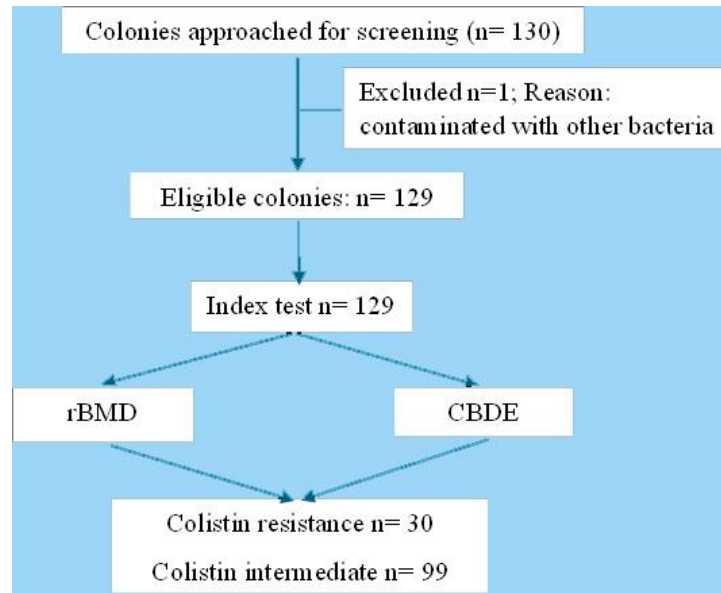 Colonies approached for screening (n= 130)
Excluded n=1; Reason:
contaminated with other bacteria
Eligible colonies: n= 129
Index test n= 129
rBMD
CBDE
Colistin resistance n= 30
Colistin intermediate n= 99